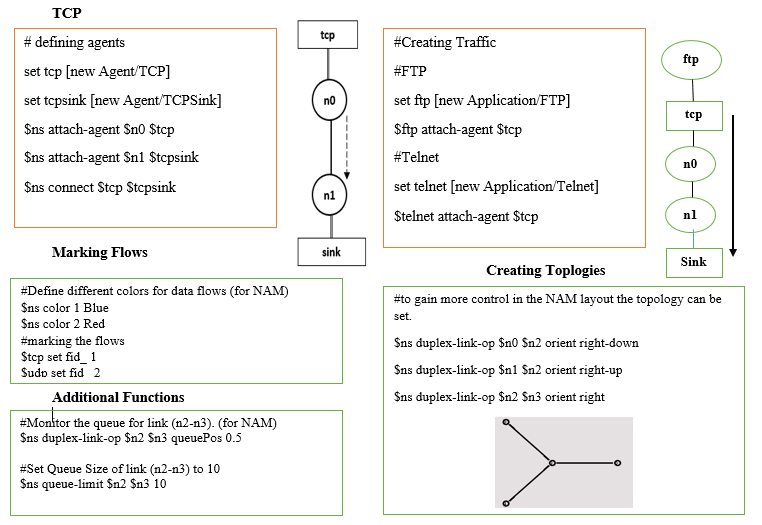 TCP
# defining agents
set tcp [new Agent/TCP]
set tcpsink [new Agent/TCPSink]
$ns attach-agent $n0 $tcp
$ns attach-agent $n1 $tcpsink
$ns connect $tcp $tcpsink
tcp
n0
n1
sink
#Creating Traffic
#FTP
set ftp [new Application/FTP]
$ftp attach-agent $tcp
#Telnet
set telnet [new Application/Telnet]
$telnet attach-agent $tcp
ftp
tcp
n0
n1
Sink
Marking Flows
#Define different colors for data flows (for NAM)
$ns color 1 Blue
$ns color 2 Red
#marking the flows
$tcp set fid_ 1
$udp set fid_ 2
Creating Toplogies
#to gain more control in the NAM layout the topology can be
set.
$ns duplex-link-op $n0 $n2 orient right-down
$ns duplex-link-op $n1 $n2 orient right-up
$ns duplex-link-op $n2 $n3 orient right
Additional Functions
#Monitor the queue for link (n2-n3). (for NAM)
$ns duplex-link-op $n2 $n3 queuePos 0.5
#Set Queue Size of link (n2-n3) to 10
$ns queue-limit $n2 $n3 10